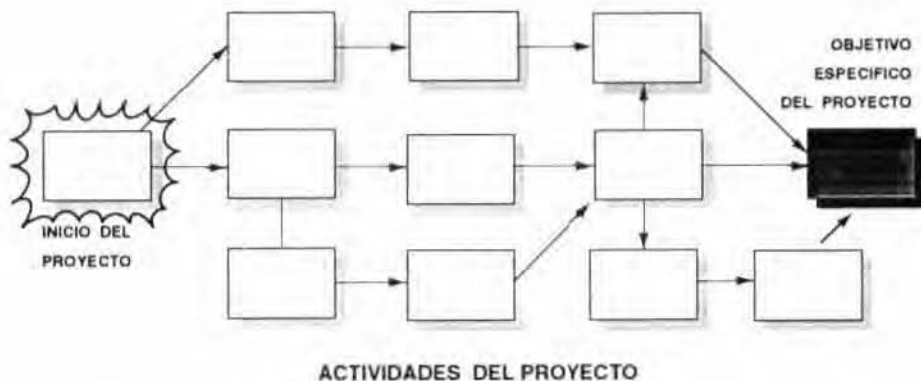 OBJETIVO
ESPECIFICO
DEL PROYECTO
INICIO DEL
PROYECTO
ACTIVIDADES DEL PROYECTO